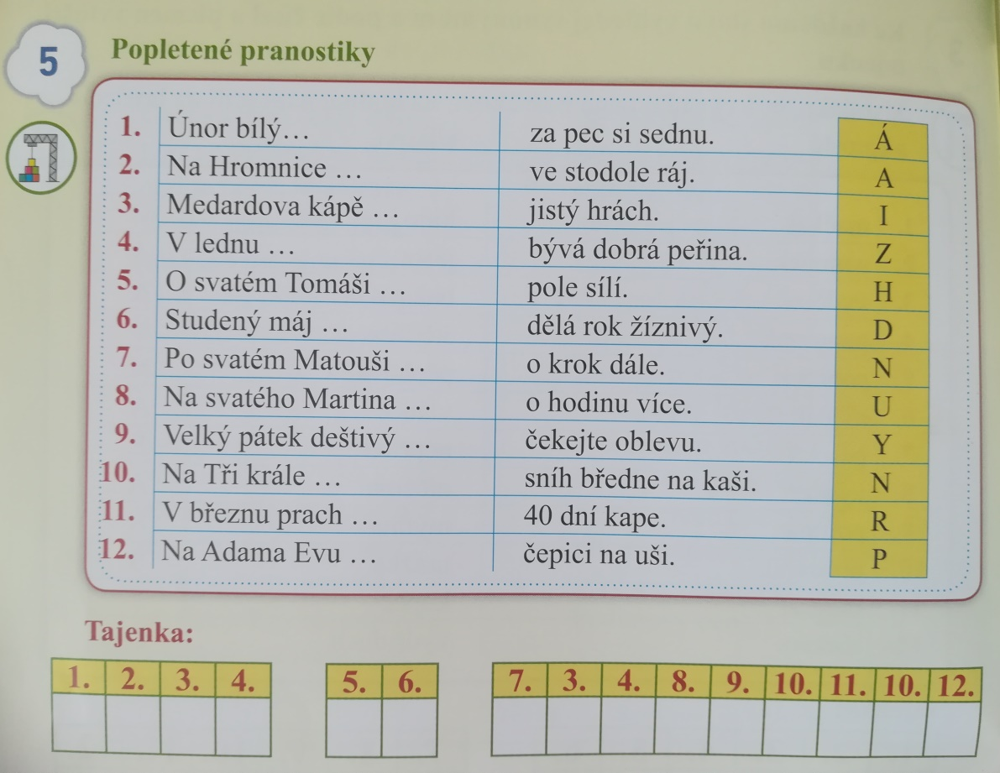 5
Popletené pranostiky
1. Únor bílý… za pec si sednu. Á
2. Na Hromnice … ve stodole ráj. A
3. Medardova kápě … jistý hrách. I
4. V lednu … bývá dobrá peřina. Z
5. O svatém Tomáši … pole sílí. H
6. Studený máj … dělá rok žíznivý. D
7. Po svatém Matouši … o krok dále. N
8. Na svatého Martina … o hodinu více. U
9. Velký pátek deštivý … čekejte oblevu. Y
10. Na Tři krále … sníh bředne na kaši. N
11. V březnu prach … 40 dní kape. R
12. Na Adama Evu … čepici na uši. P
Tajenka:
1. 2. 3. 4. 5. 6. 7. 3. 4. 8. 9. 10. 11. 10. 12.